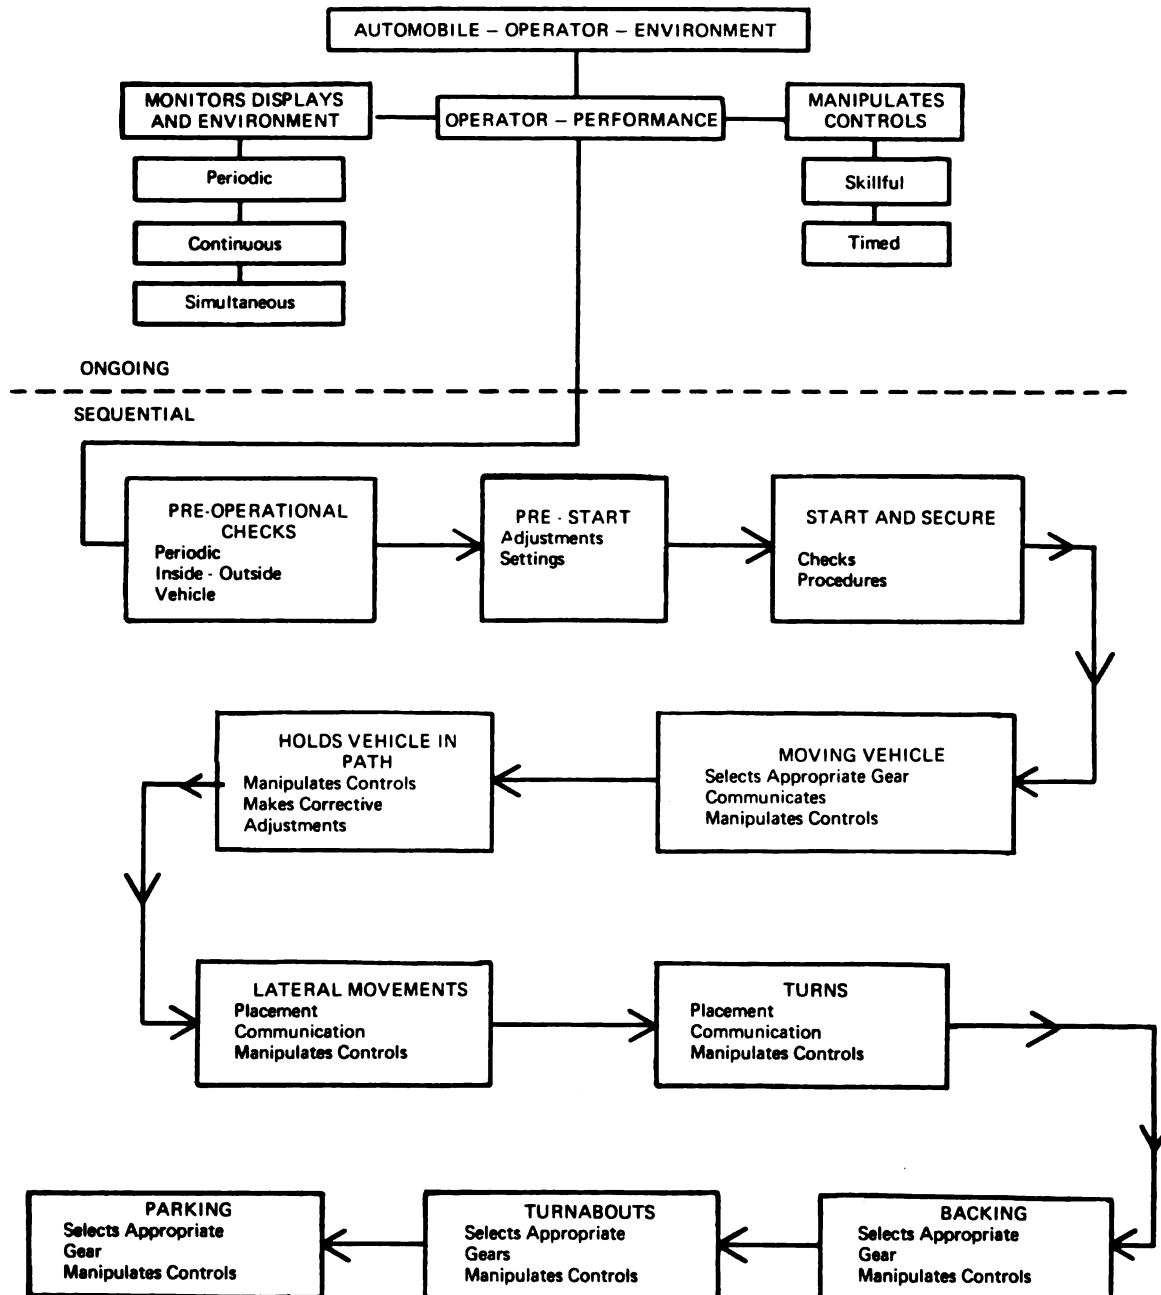 AUTOMOBILE – OPERATOR – ENVIRONMENT
MONITORS DISPLAYS
AND ENVIRONMENT
OPERATOR – PERFORMANCE
MANIPULATES
CONTROLS
Periodic
Continuous
Simultaneous
Skillful
Timed
ONGOING
SEQUENTIAL
PRE-OPERATIONAL
CHECKS
Periodic
Inside - Outside
Vehicle
PRE - START
Adjustments
Settings
START AND SECURE
Checks
Procedures
MOVING VEHICLE
Selects Appropriate Gear
Communicates
Manipulates Controls
HOLDS VEHICLE IN
PATH
Manipulates Controls
Makes Corrective
Adjustments
LATERAL MOVEMENTS
Placement
Communication
Manipulates Controls
TURNS
Placement
Communication
Manipulates Controls
BACKING
Selects Appropriate
Gear
Manipulates Controls
TURNABOUTS
Selects Appropriate
Gears
Manipulates Controls
PARKING
Selects Appropriate
Gear
Manipulates Controls